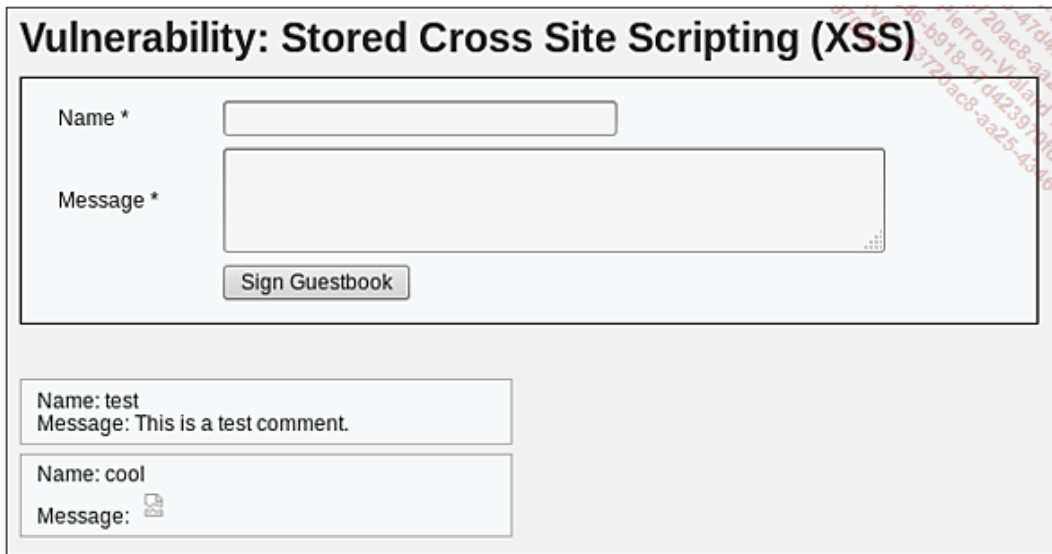 Vulnerability: Stored Cross Site Scripting (XSS)
Name *
Message *
Sign Guestbook
Name: test
Message: This is a test comment.
Name: cool
Message: